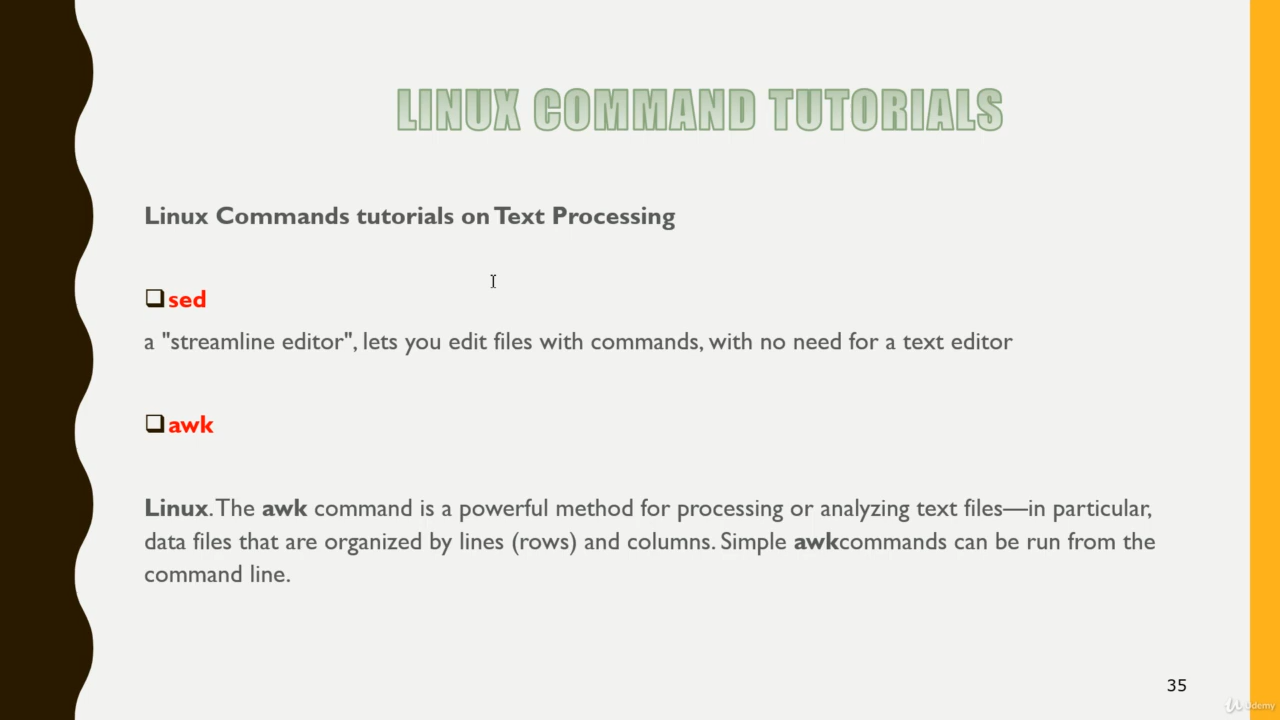 LINUX COMMAND TUTORIALS
Linux Commands tutorials on Text Processing
sed
a "streamline editor", lets you edit files with commands, with no need for a text editor
awk
Linux. The awk command is a powerful method for processing or analyzing text files—in particular,
data files that are organized by lines (rows) and columns. Simple awkcommands can be run from the
command line.
35
Udemy